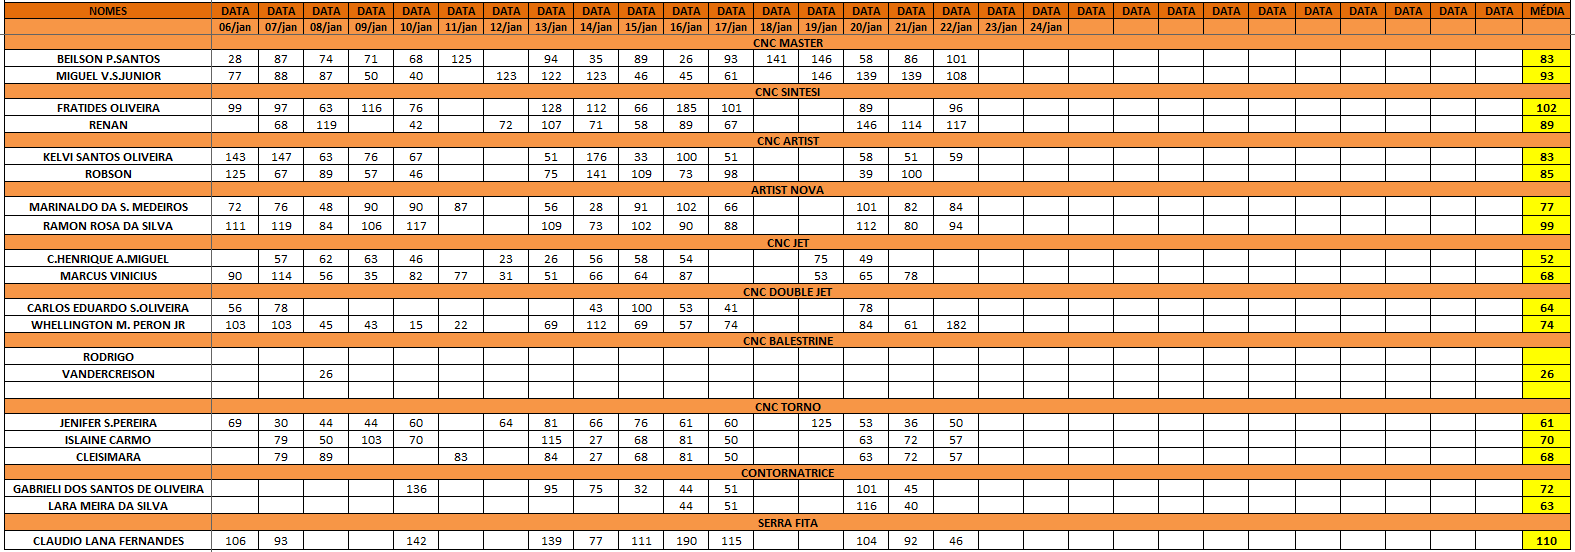 NOMES DATA DATA DATA DATA DATA DATA DATA DATA DATA DATA DATA DATA DATA DATA DATA DATA DATA DATA DATA DATA DATA DATA DATA DATA DATA DATA DATA DATA DATA MÉDIA
06/jan 07/jan 08/jan 09/jan 10/jan 11/jan 12/jan 13/jan 14/jan 15/jan 16/jan 17/jan 18/jan 19/jan 20/jan 21/jan 22/jan 23/jan 24/jan
CNC MASTER
BEILSON P.SANTOS 28 87 74 71 68 125 94 35 89 26 93 141 146 58 86 101 83
MIGUEL V.S.JUNIOR 77 88 87 50 40 123 122 123 46 45 61 146 139 139 108 93
CNC SINTESI
FRATIDES OLIVEIRA 99 97 63 116 76 128 112 66 185 101 89 96 102
RENAN 68 119 42 72 107 71 58 89 67 146 114 117 89
CNC ARTIST
KELVI SANTOS OLIVEIRA 143 147 63 76 67 51 176 33 100 51 58 51 59 83
ROBSON 125 67 89 57 46 75 141 109 73 98 39 100 85
ARTIST NOVA
MARINALDO DA S. MEDEIROS 72 76 48 90 90 87 56 28 91 102 66 101 82 84 77
RAMON ROSA DA SILVA 111 119 84 106 117 109 73 102 90 88 112 80 94 99
CNC JET
C.HENRIQUE A.MIGUEL 57 62 63 46 23 26 56 58 54 75 49 52
MARCUS VINICIUS 90 114 56 35 82 77 31 51 66 64 87 53 65 78 68
CNC DOUBLE JET
CARLOS EDUARDO S.OLIVEIRA 56 78 43 100 53 41 78 64
WHELLINGTON M. PERON JR 103 103 45 43 15 22 69 112 69 57 74 84 61 182 74
CNC BALESTRINE
RODRIGO
VANDERCREISON 26 26
CNC TORNO
JENIFER S.PEREIRA 69 30 44 44 60 64 81 66 76 61 60 125 53 36 50 61
ISLAINE CARMO 79 50 103 70 115 27 68 81 50 63 72 57 70
CLEISIMARA 79 89 83 84 27 68 81 50 63 72 57 68
CONTORNATRICE
GABRIELI DOS SANTOS DE OLIVEIRA 136 95 75 32 44 51 101 45 72
LARA MEIRA DA SILVA 44 51 116 40 63
SERRA FITA
CLAUDIO LANA FERNANDES 106 93 142 139 77 111 190 115 104 92 46 110